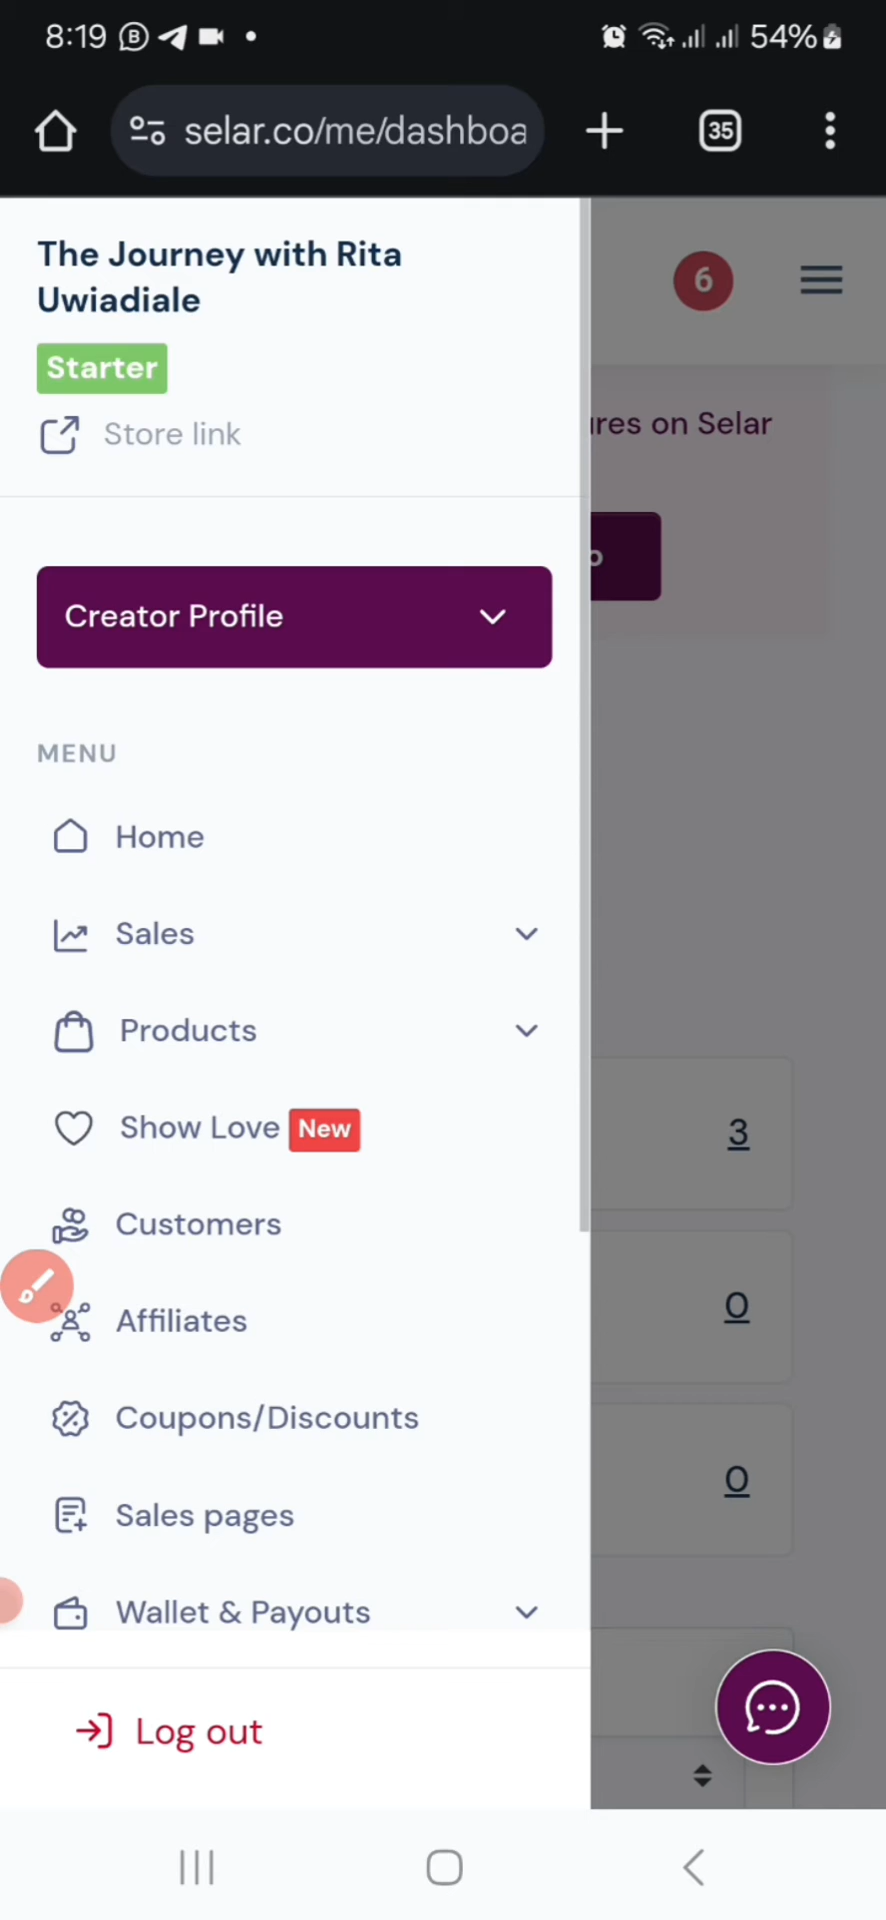 8:19
54%
selar.co/me/dashboa
35
The Journey with Rita
Uwiadiale
Starter
Store link
6
res on Selar
Creator Profile
MENU
Home
Sales
Products
Show Love New
3
Customers
Affiliates
0
Coupons/Discounts
0
Sales pages
Wallet & Payouts
Log out